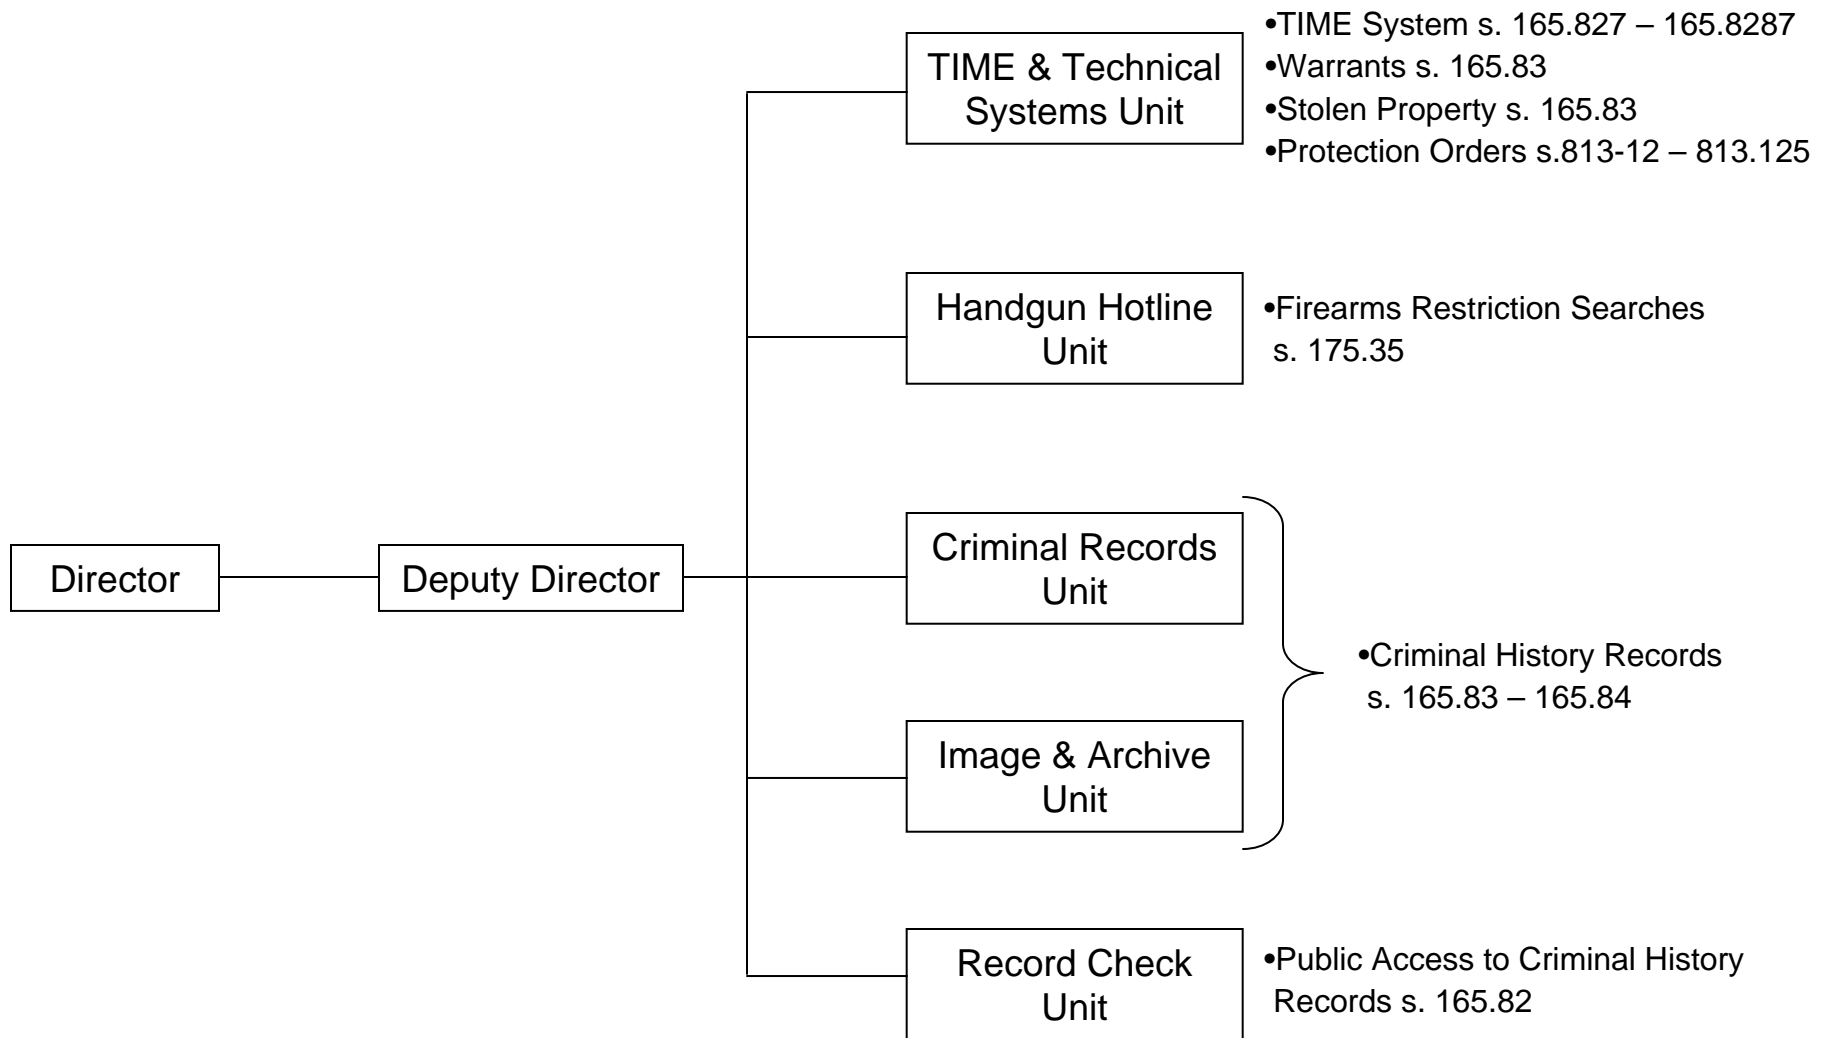 TIME & Technical
Systems Unit
•TIME System s. 165.827 – 165.8287
•Warrants s. 165.83
•Stolen Property s. 165.83
•Protection Orders s.813-12 – 813.125
Handgun Hotline
Unit
•Firearms Restriction Searches
s. 175.35
Director
Deputy Director
Criminal Records
Unit
Image & Archive
Unit
•Criminal History Records
s. 165.83 – 165.84
Record Check
Unit
•Public Access to Criminal History
Records s. 165.82